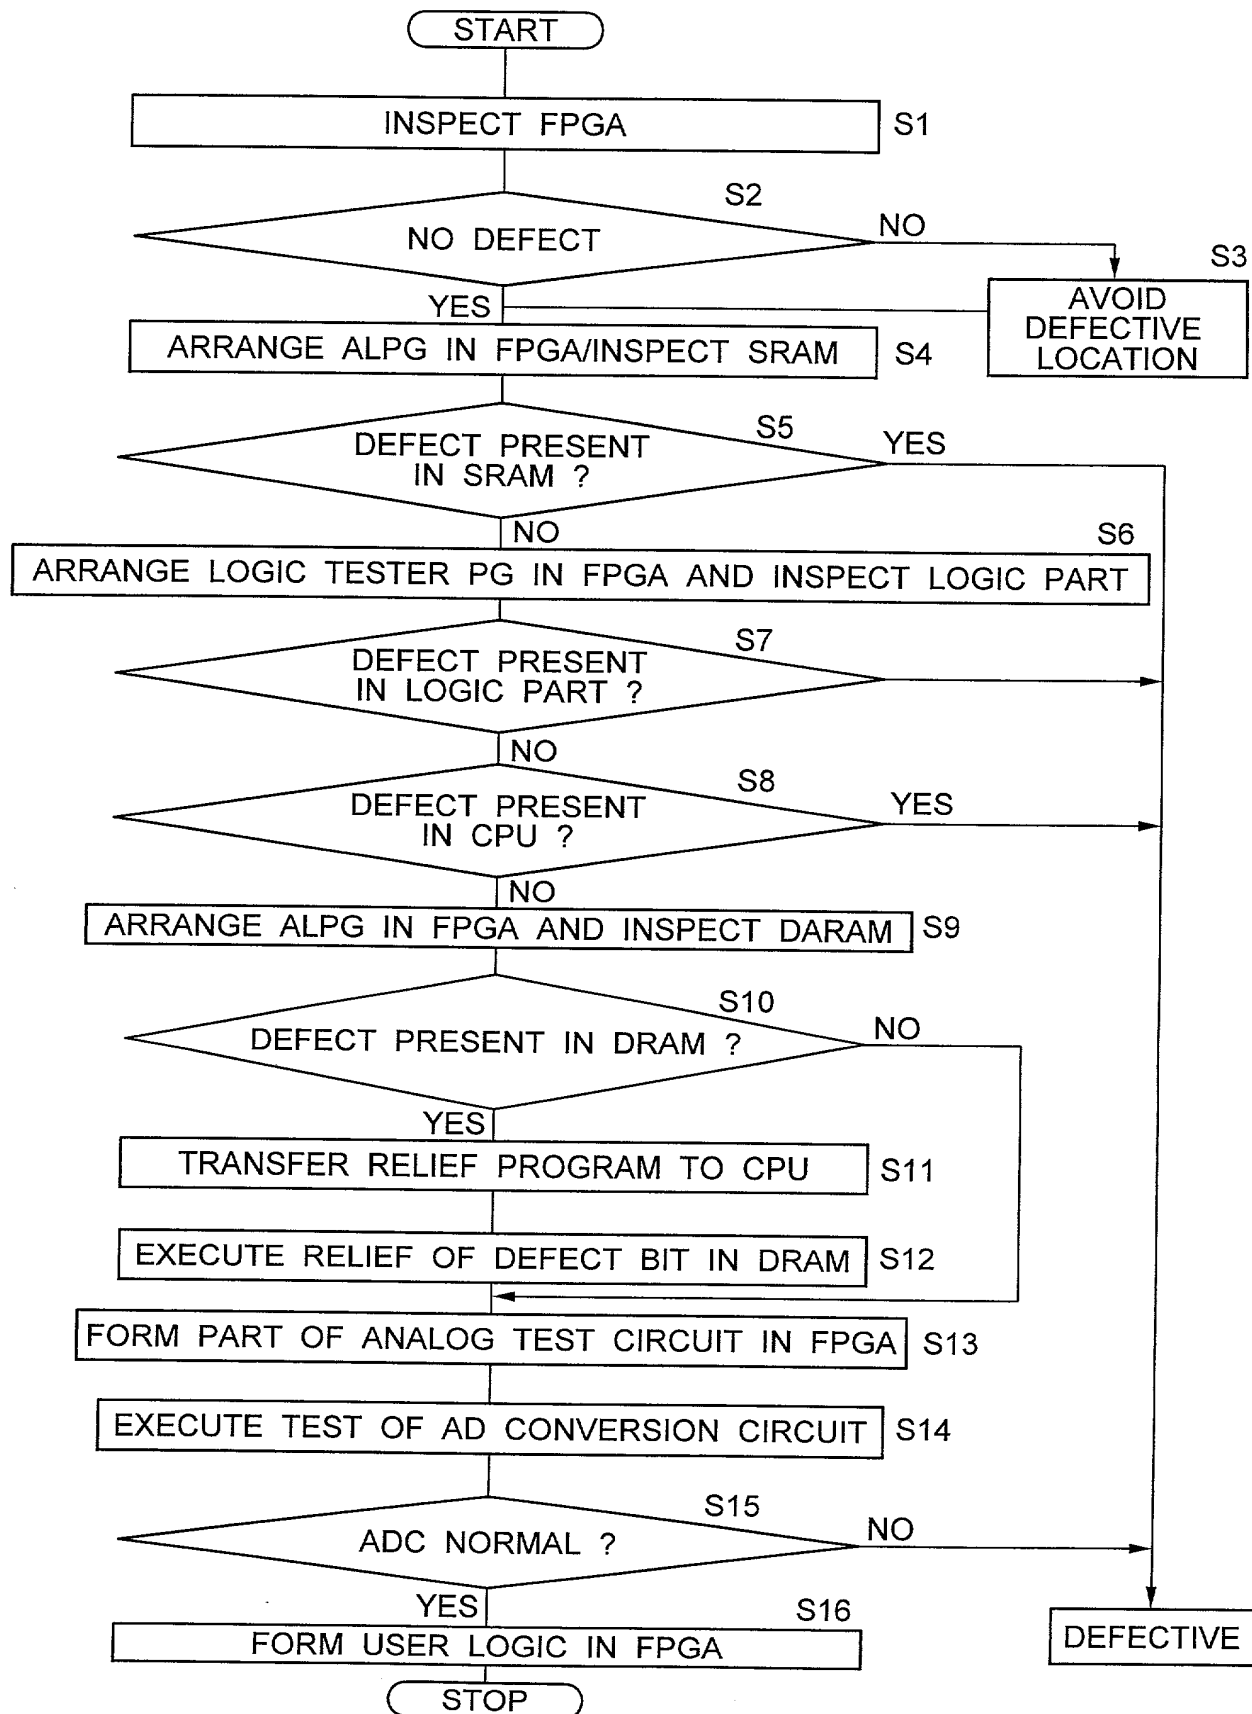 START
INSPECT FPGA
S1
S2
NO DEFECT
NO
S3
YES
AVOID
DEFECTIVE
LOCATION
ARRANGE ALPG IN FPGA/INSPECT SRAM
S4
S5
DEFECT PRESENT
IN SRAM ?
YES
NO
S6
ARRANGE LOGIC TESTER PG IN FPGA AND INSPECT LOGIC PART
S7
DEFECT PRESENT
IN LOGIC PART ?
NO
S8
DEFECT PRESENT
IN CPU ?
YES
NO
ARRANGE ALPG IN FPGA AND INSPECT DARAM
S9
S10
DEFECT PRESENT IN DRAM ?
NO
YES
TRANSFER RELIEF PROGRAM TO CPU
S11
EXECUTE RELIEF OF DEFECT BIT IN DRAM
S12
FORM PART OF ANALOG TEST CIRCUIT IN FPGA
S13
EXECUTE TEST OF AD CONVERSION CIRCUIT
S14
S15
ADC NORMAL ?
NO
YES
S16
FORM USER LOGIC IN FPGA
DEFECTIVE
STOP